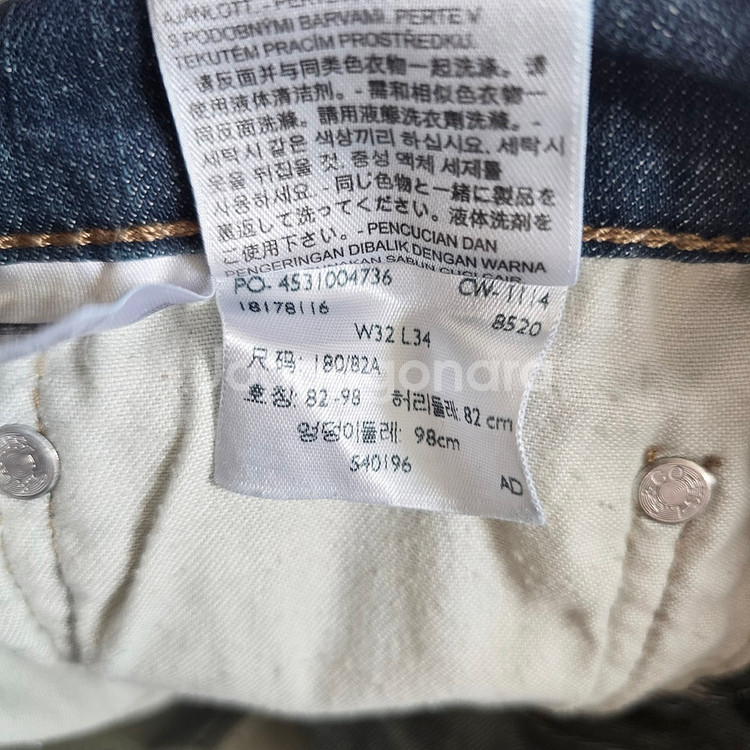 AJÁNLOTT. - PERTE
V
S PODOBNÝMI BARVAMI. PERTE V
TEKUTÉM PRACÍM PROSTŘEDKU.
- 请反面并与同类色衣物一起洗涤。请
使用液体清洁剂。- 需和相似色衣物一
同反面洗滌。請用液態洗衣劑洗滌。
세탁시 같은 색상끼리 하십시요. 세탁시
옷을 뒤집을 것. 중성 액체 세제를
사용하세요. - 同じ色物と一緒に製品を
裏返して洗ってください。液体洗剤を
ご使用下さい。- PENCUCIAN DAN
PENGERINGAN DIBALIK DENGAN WARNA
SABUN
PO- 4531004736 CW- 1114
18178116 8520
W32 L34
尺码: 180/82A
호칭: 82-98 허리둘레: 82 cm
엉덩이둘레: 98cm
540196
AD